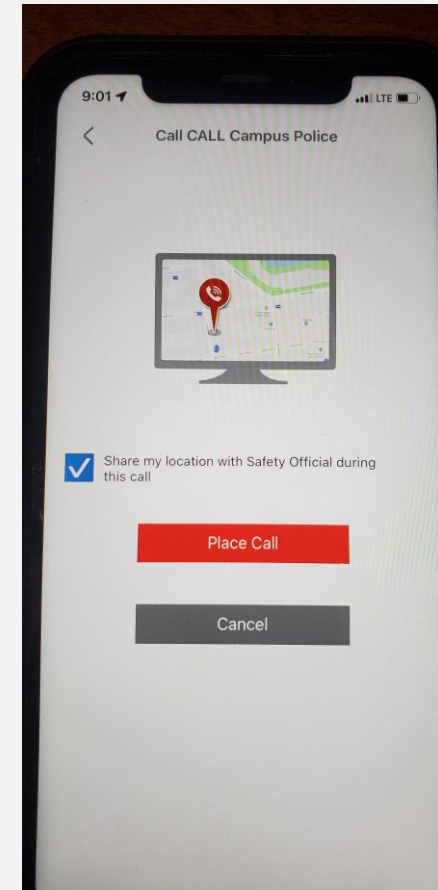 9:01
LTE
Call CALL Campus Police
Share my location with Safety Official during
this call
Place Call
Cancel